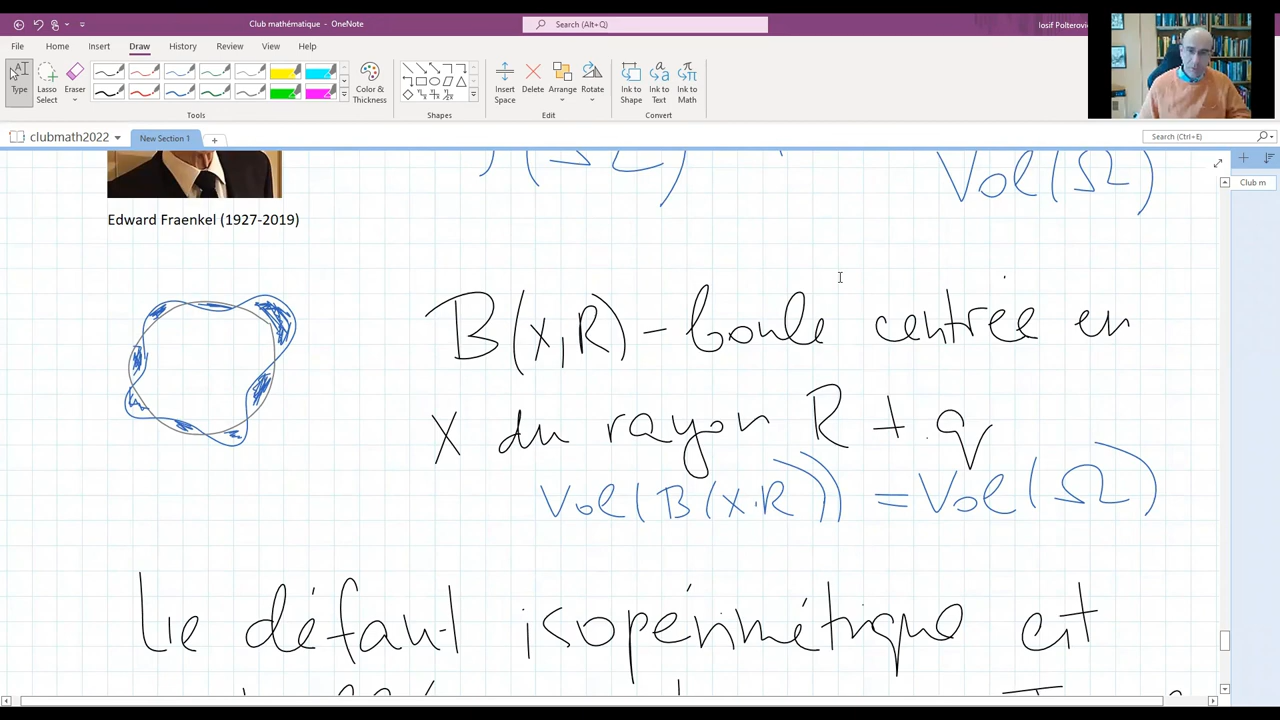 Club mathématique - OneNote
Search (Alt+Q)
Iosif Polterovi
File Home Insert Draw History Review View Help
Type
Lasso Select
Eraser
Color & Thickness
Insert Space
Delete
Arrange
Rotate
Ink to Shape
Ink to Text
Ink to Math
Tools
Shapes
Edit
Convert
clubmath2022
New Section 1
Search (Ctrl+E)
Club m
(Ω)
Vol(Ω)
Edward Fraenkel (1927-2019)
B(x,R) - boule centrée en
x du rayon R t.q
Vol(B(x.R)) = Vol(Ω)
Le défaut isopérimétrique est